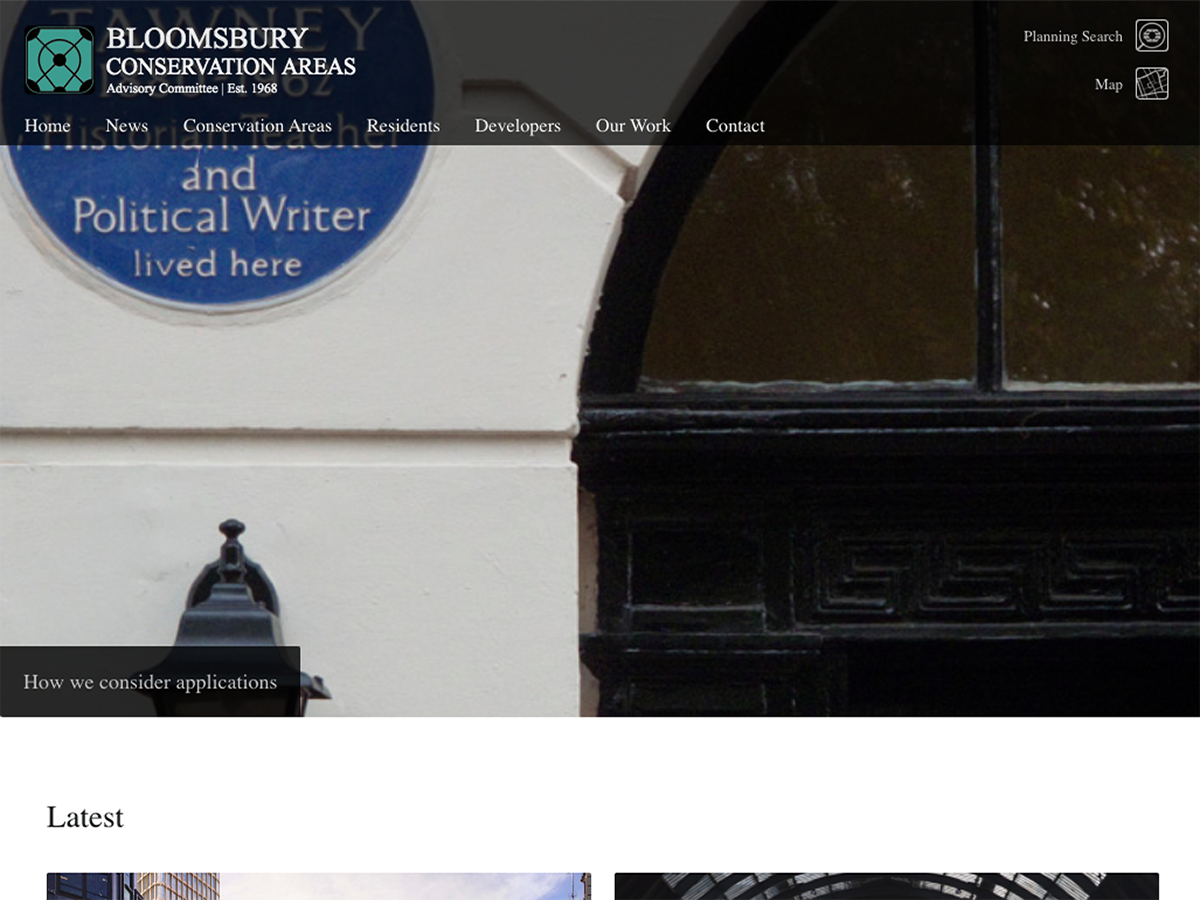 TAWNEY
BLOOMSBURY
CONSERVATION AREAS
Advisory Committee | Est. 1968
Planning Search
Map
Home News Conservation Areas Residents Developers Our Work Contact
Historian, Teacher
and
Political Writer
lived here
How we consider applications
Latest